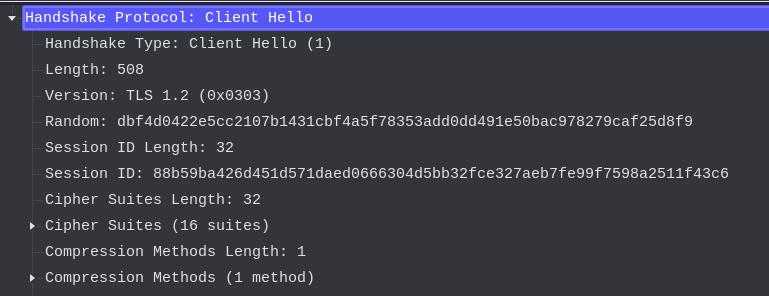 Handshake Protocol: Client Hello
Handshake Type: Client Hello (1)
Length: 508
Version: TLS 1.2 (0x0303)
Random: dbf4d0422e5cc2107b1431cbf4a5f78353add0dd491e50bac978279caf25d8f9
Session ID Length: 32
Session ID: 88b59ba426d451d571daed0666304d5bb32fce327aeb7fe99f7598a2511f43c6
Cipher Suites Length: 32
Cipher Suites (16 suites)
Compression Methods Length: 1
Compression Methods (1 method)